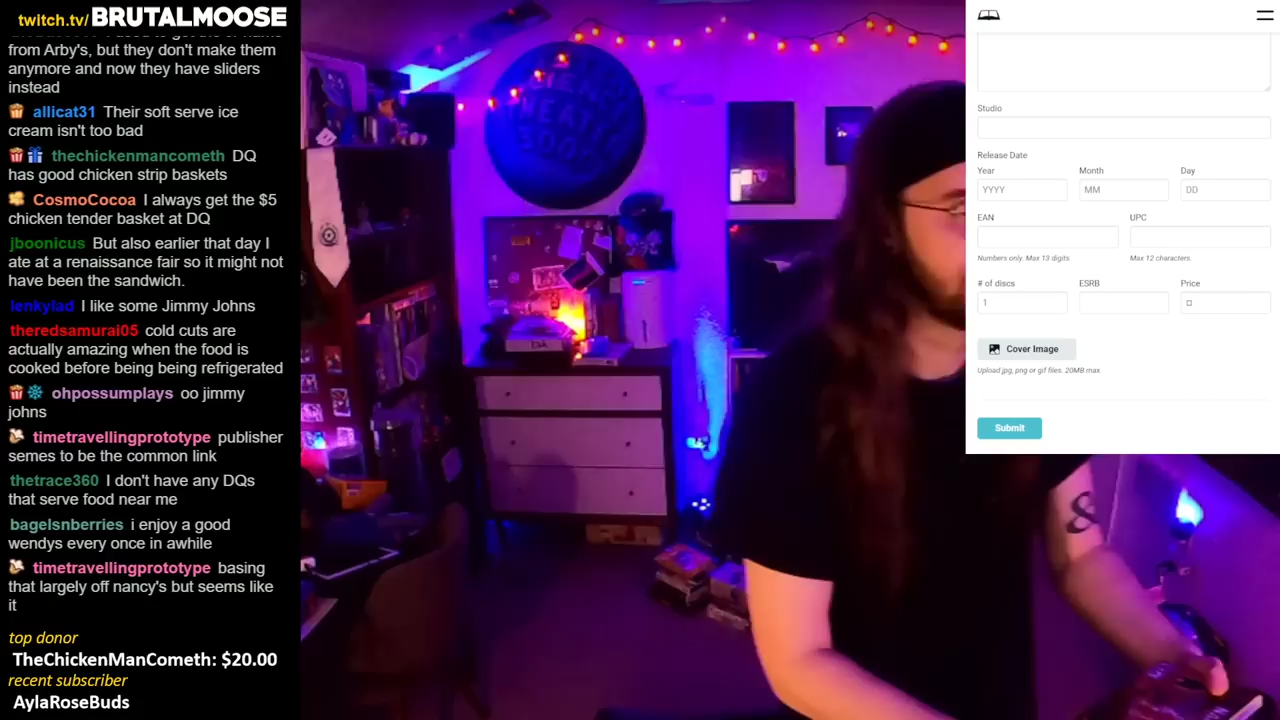 twitch.tv/BRUTALMOOSE
from Arby's, but they don't make them
anymore and now they have sliders
instead
allicat31 Their soft serve ice
cream isn't too bad
thechickenmancometh DQ
has good chicken strip baskets
CosmoCocoa I always get the $5
chicken tender basket at DQ
jboonicus But also earlier that day I
ate at a renaissance fair so it might not
have been the sandwich.
lenkylad I like some Jimmy Johns
theredsamurai05 cold cuts are
actually amazing when the food is
cooked before being being refrigerated
ohpossumplays oo jimmy
johns
timetravellingprototype publisher
semes to be the common link
thetrace360 I don't have any DQs
that serve food near me
bagelsnberries i enjoy a good
wendys every once in awhile
timetravellingprototype basing
that largely off nancy's but seems like
it
top donor
TheChickenManCometh: $20.00
recent subscriber
AylaRoseBuds
&
Studio
Release Date
Year Month Day
YYYY MM DD
EAN UPC
Numbers only. Max 13 digits. Max 12 characters.
# of discs ESRB Price
1
Cover Image
Upload jpg, png or gif files. 20MB max.
Submit